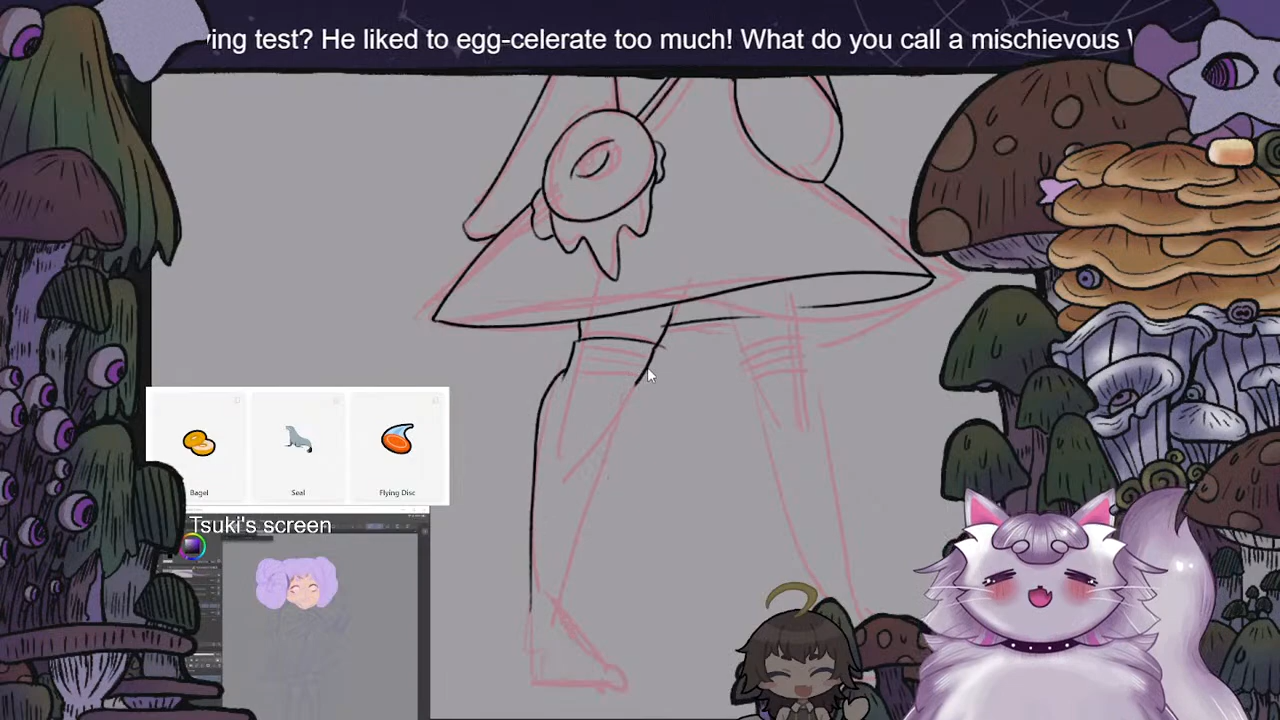 ving test? He liked to egg-celerate too much! What do you call a mischievous
Bagel Seal Flying Disc
Tsuki's screen